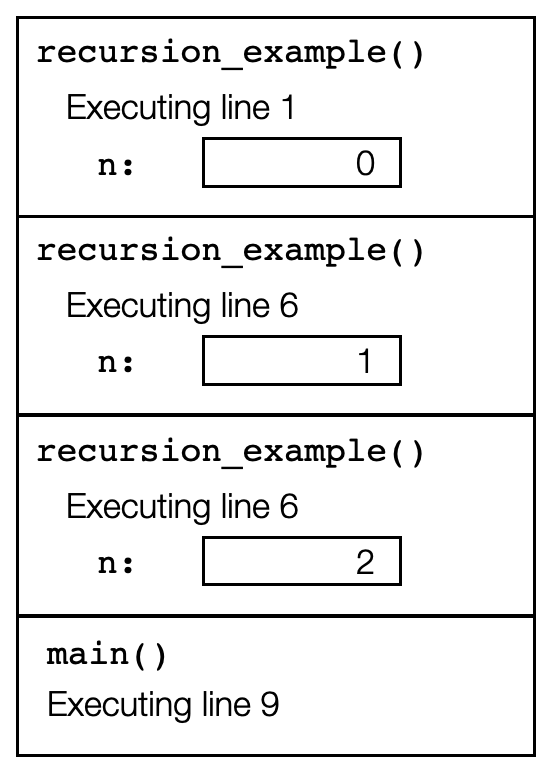 recursion_example()
Executing line 1
n: 0
recursion_example()
Executing line 6
n: 1
recursion_example()
Executing line 6
n: 2
main()
Executing line 9